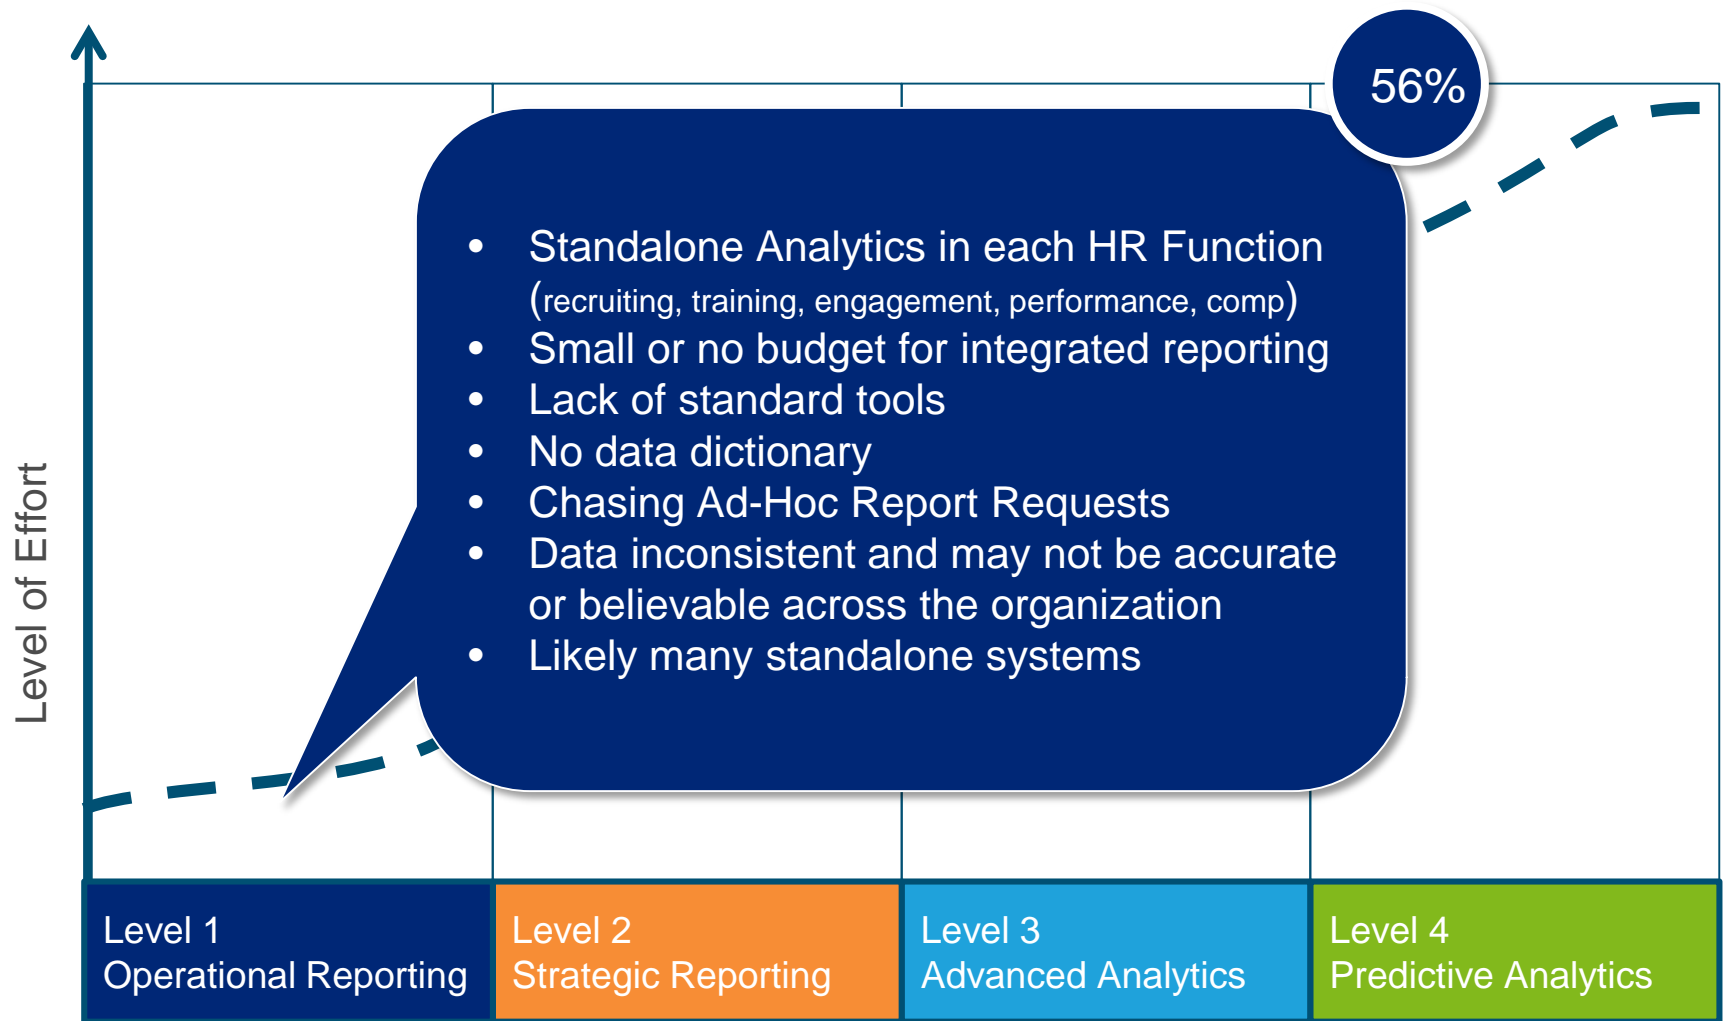 56%
• Standalone Analytics in each HR Function
(recruiting, training, engagement, performance, comp)
• Small or no budget for integrated reporting
• Lack of standard tools
• No data dictionary
• Chasing Ad-Hoc Report Requests
• Data inconsistent and may not be accurate
or believable across the organization
• Likely many standalone systems
Level of Effort
Level 1
Operational Reporting
Level 2
Strategic Reporting
Level 3
Advanced Analytics
Level 4
Predictive Analytics